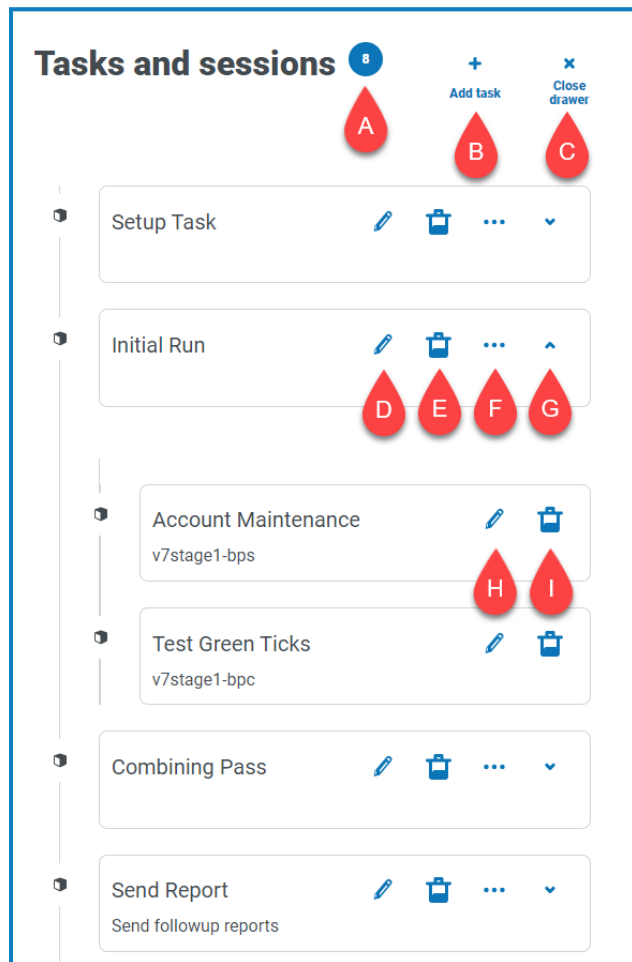 Tasks and sessions 8
Add task
Close
drawer
A
B
C
Setup Task
Initial Run
D
E
F
G
Account Maintenance
v7stage1-bps
H
I
Test Green Ticks
v7stage1-bpc
Combining Pass
Send Report
Send followup reports